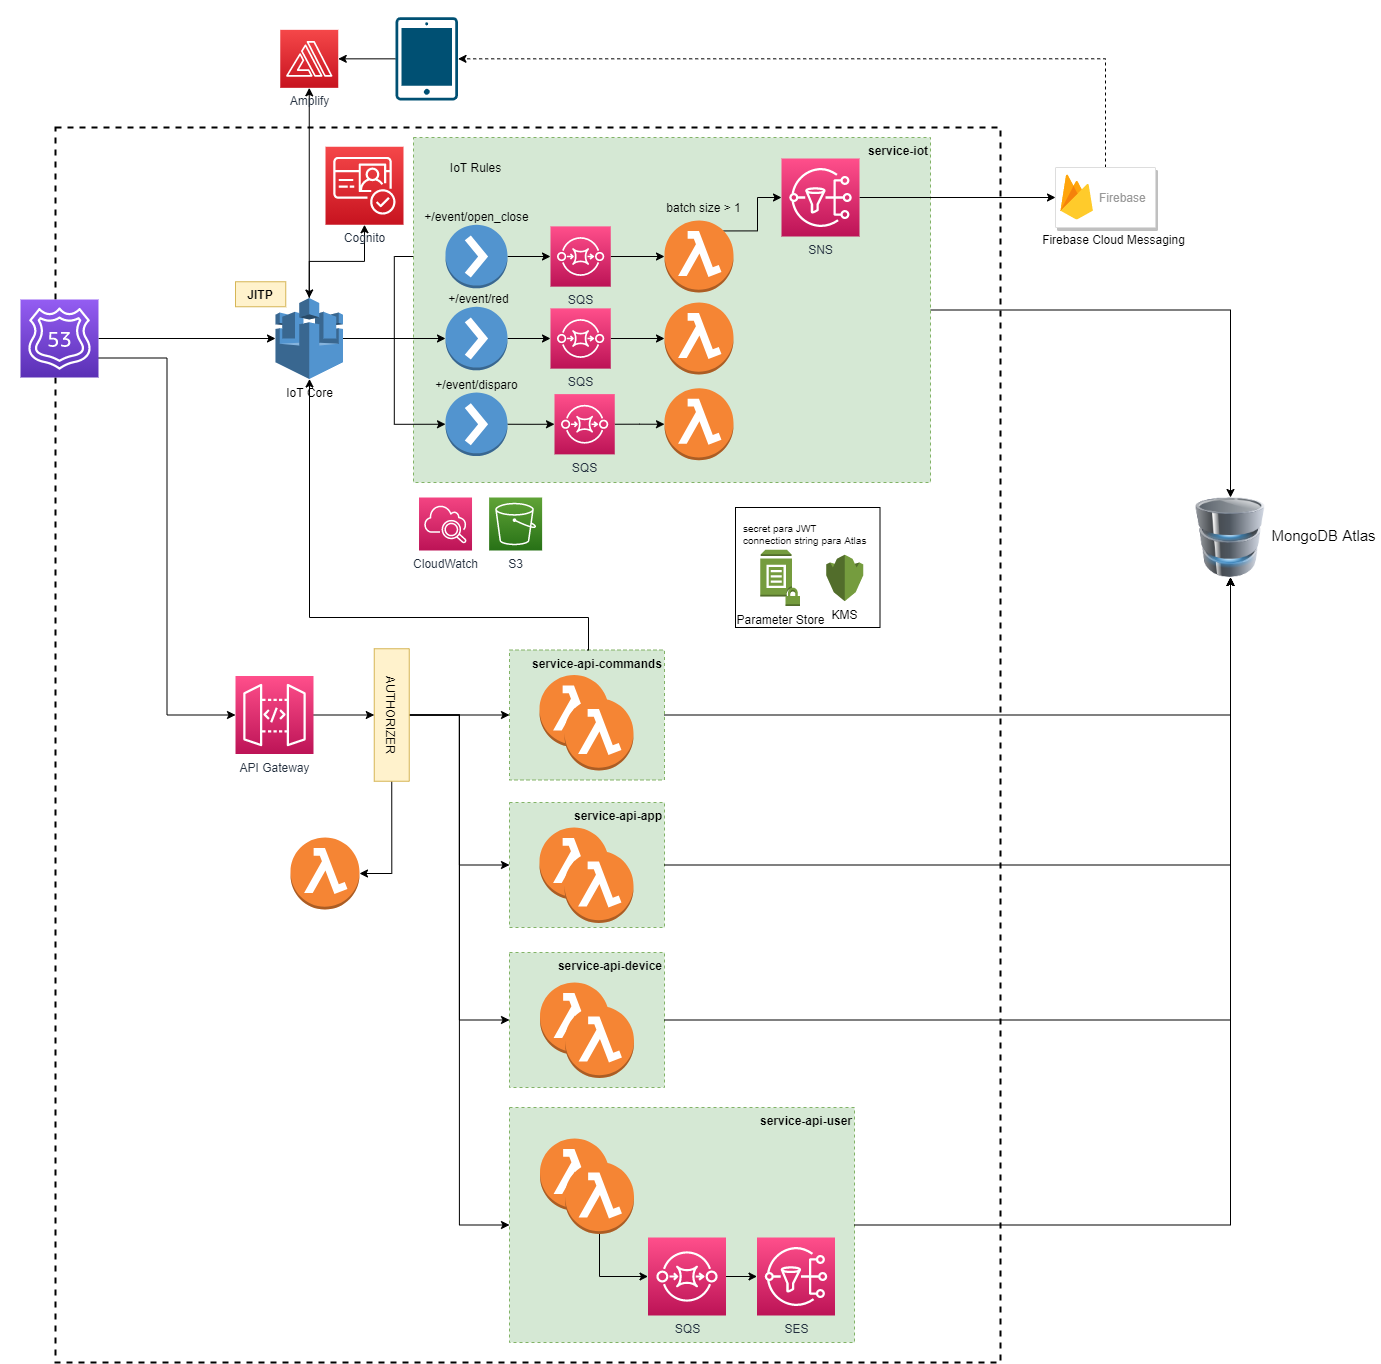 Amplify
service-iot
IoT Rules
Cognito
+/event/open_close
batch size > 1
SNS
Firebase
Firebase Cloud Messaging
JITP
53
SQS
+/event/red
IoT Core
SQS
+/event/disparo
SQS
CloudWatch
S3
secret para JWT
connection string para Atlas
Parameter Store
KMS
MongoDB Atlas
service-api-commands
AUTHORIZER
</>
API Gateway
service-api-app
service-api-device
service-api-user
SQS
SES